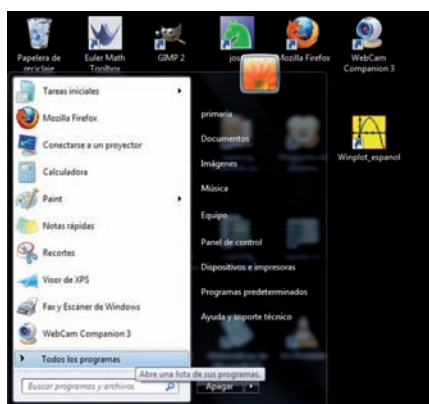 Papelera de reciclaje
Euler Math Toolbox
GIMP 2
jos
Mozilla Firefox
WebCam Companion 3
Tareas iniciales
Mozilla Firefox
Conectarse a un proyector
Calculadora
Paint
Notas rápidas
Recortes
Visor de XPS
Fax y Escáner de Windows
WebCam Companion 3
Todos los programas
Abre una lista de sus programas.
Buscar programas y archivos
primaria
Documentos
Imágenes
Música
Equipo
Panel de control
Dispositivos e impresoras
Programas predeterminados
Ayuda y soporte técnico
Apagar
Winplot_espanol